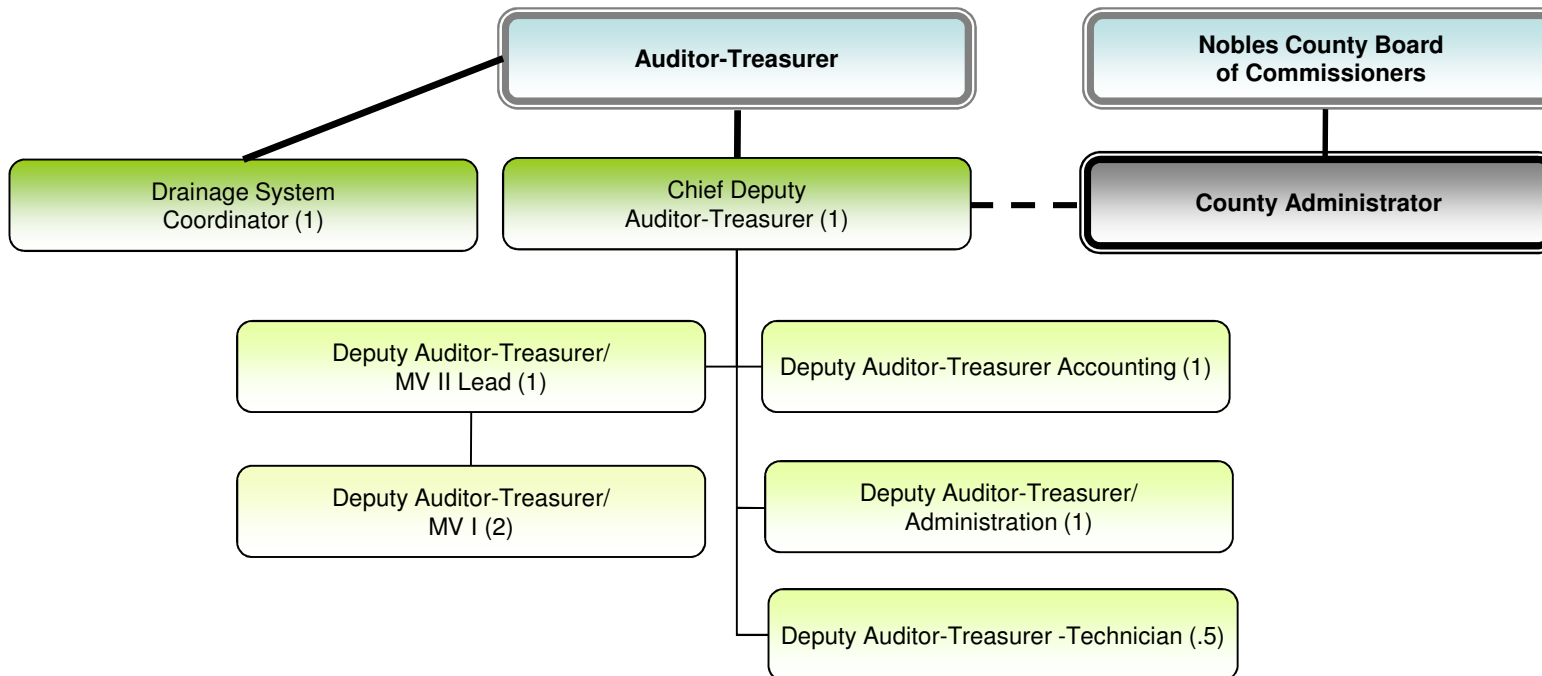 Auditor-Treasurer
Nobles County Board
of Commissioners
Drainage System
Coordinator (1)
Chief Deputy
Auditor-Treasurer (1)
County Administrator
Deputy Auditor-Treasurer/
MV II Lead (1)
Deputy Auditor-Treasurer Accounting (1)
Deputy Auditor-Treasurer/
MV I (2)
Deputy Auditor-Treasurer/
Administration (1)
Deputy Auditor-Treasurer -Technician (.5)